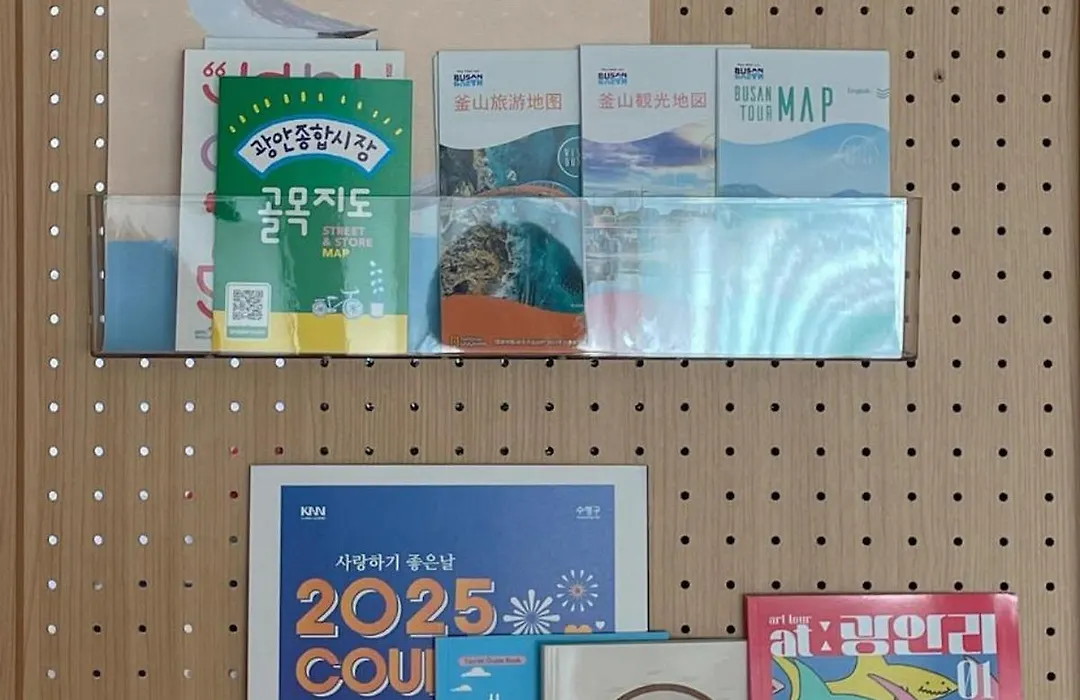 광안종합시장
골목지도
STREET
& STORE
MAP
BUSAN
釜山旅游地图
BUSAN
釜山観光地図
BUSAN
BUSAN
TOUR MAP
English
KNN
수영구
사랑하기 좋은날
2025
COU
art tour
at 광안리
01